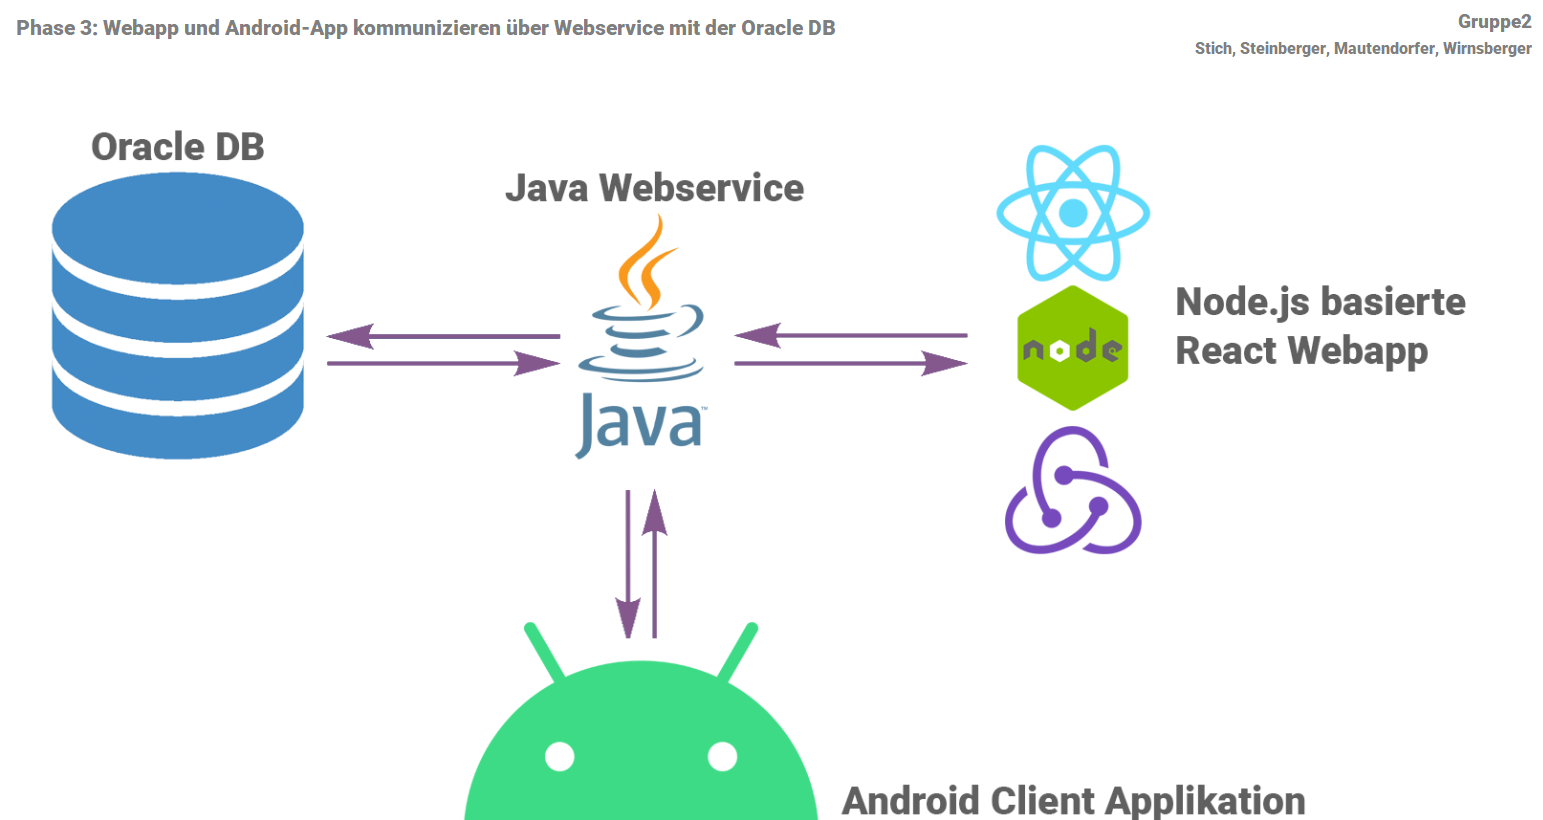 Phase 3: Webapp und Android-App kommunizieren über Webservice mit der Oracle DB
Gruppe2
Stich, Steinberger, Mautendorfer, Wirnsberger
Oracle DB
Java Webservice
Java™
node
Node.js basierte
React Webapp
Android Client Applikation